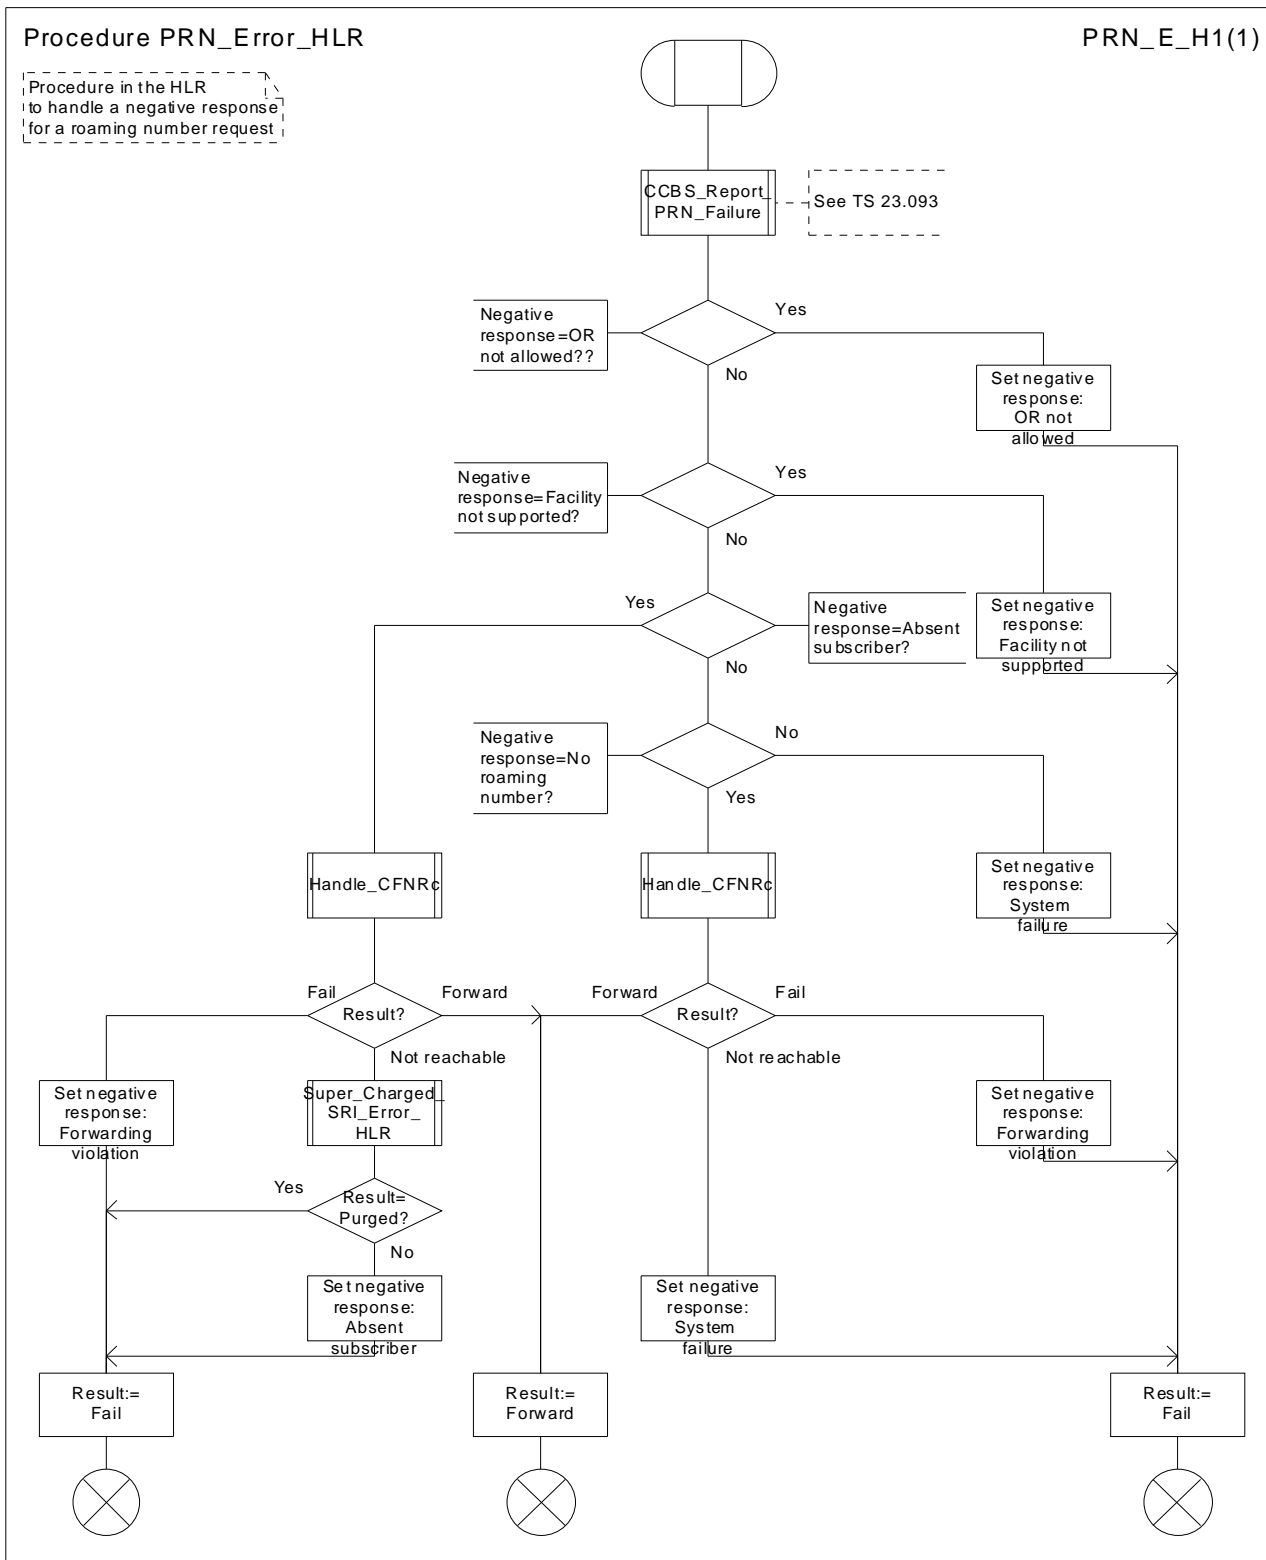 Procedure PRN_Error_HLR
PRN_E_H1(1)
Procedure in the HLR
to handle a negative response
for a roaming number request
CCBS_Report_
PRN_Failure
See TS 23.093
Negative
response=OR
not allowed??
Yes
No
Set negative
response:
OR not
allowed
Negative
response=Facility
not supported?
Yes
No
Set negative
response:
Facility not
supported
Yes
Negative
response=Absent
subscriber?
No
Negative
response=No
roaming
number?
No
Yes
Set negative
response:
System
failure
Handle_CFNRc
Handle_CFNRc
Fail
Result?
Forward
Not reachable
Forward
Result?
Fail
Not reachable
Set negative
response:
Forwarding
violation
Super_Charged_
SRI_Error_
HLR
Set negative
response:
Forwarding
violation
Yes
Result=
Purged?
No
Set negative
response:
Absent
subscriber
Set negative
response:
System
failure
Result:=
Fail
Result:=
Forward
Result:=
Fail